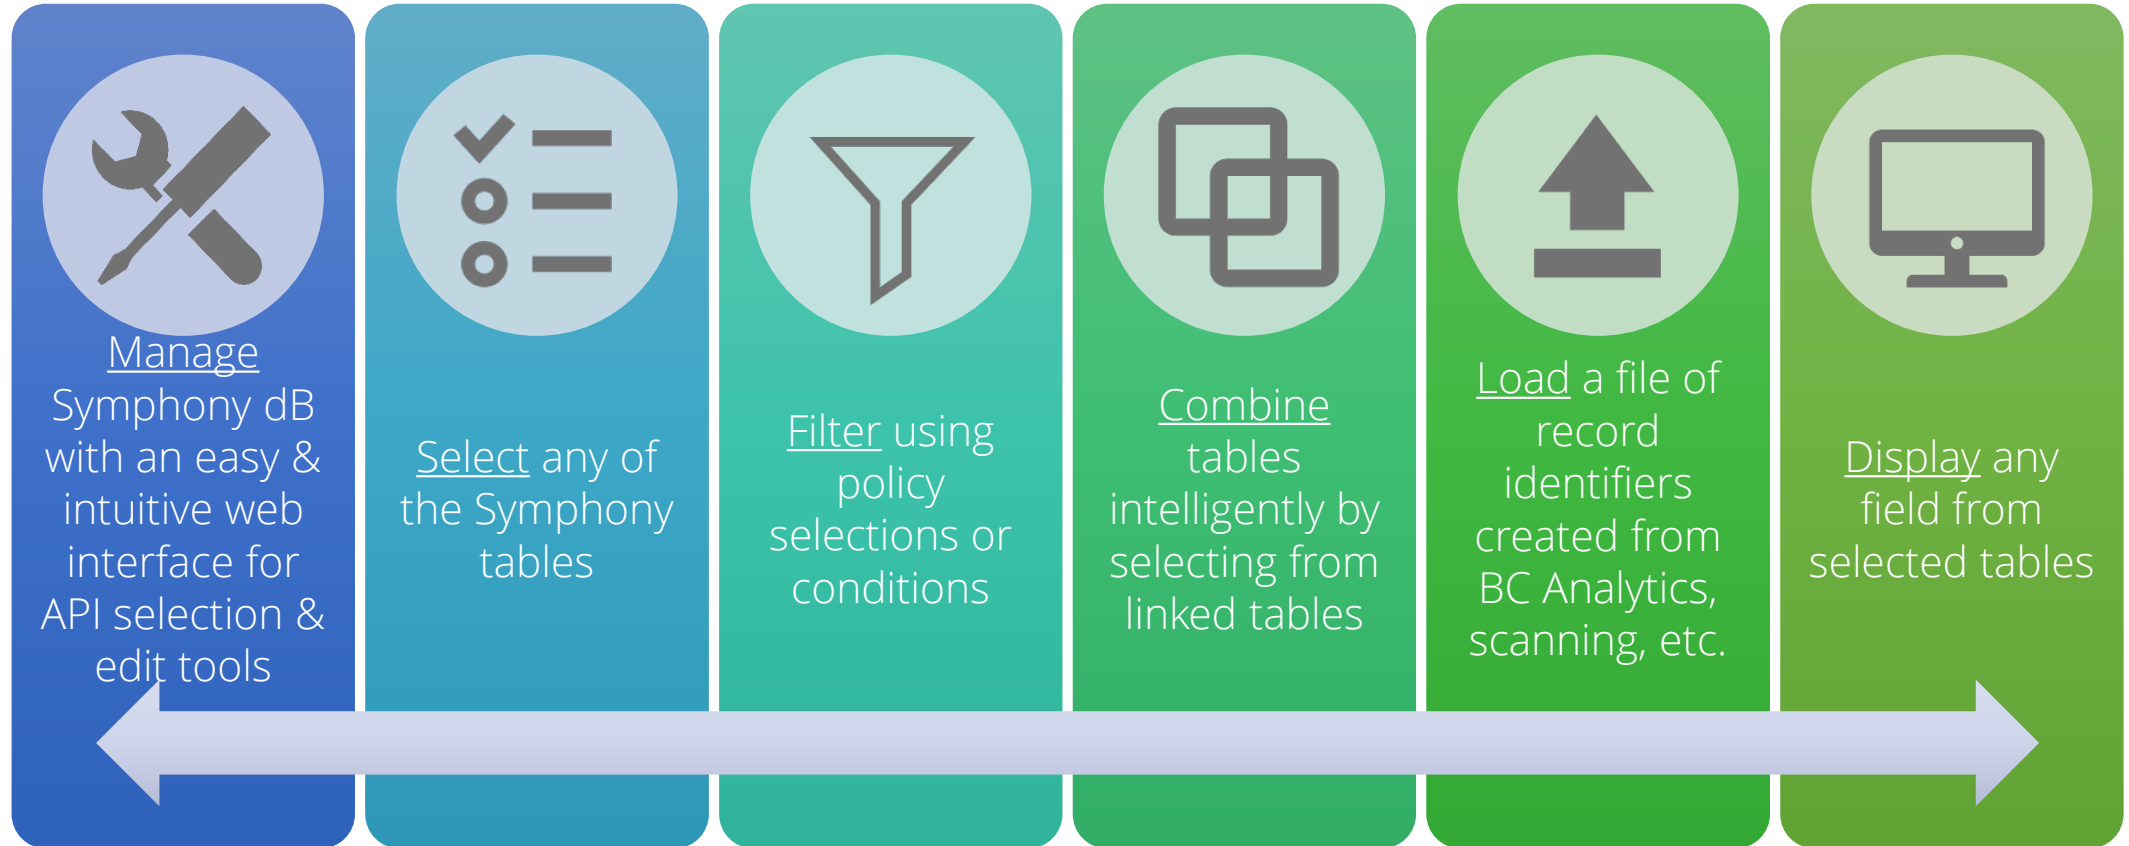 Manage
Symphony dB
with an easy &
intuitive web
interface for
API selection &
edit tools
Select any of
the Symphony
tables
Filter using
policy
selections or
conditions
Combine
tables
intelligently by
selecting from
linked tables
Load a file of
record
identifiers
created from
BC Analytics,
scanning, etc.
Display any
field from
selected tables